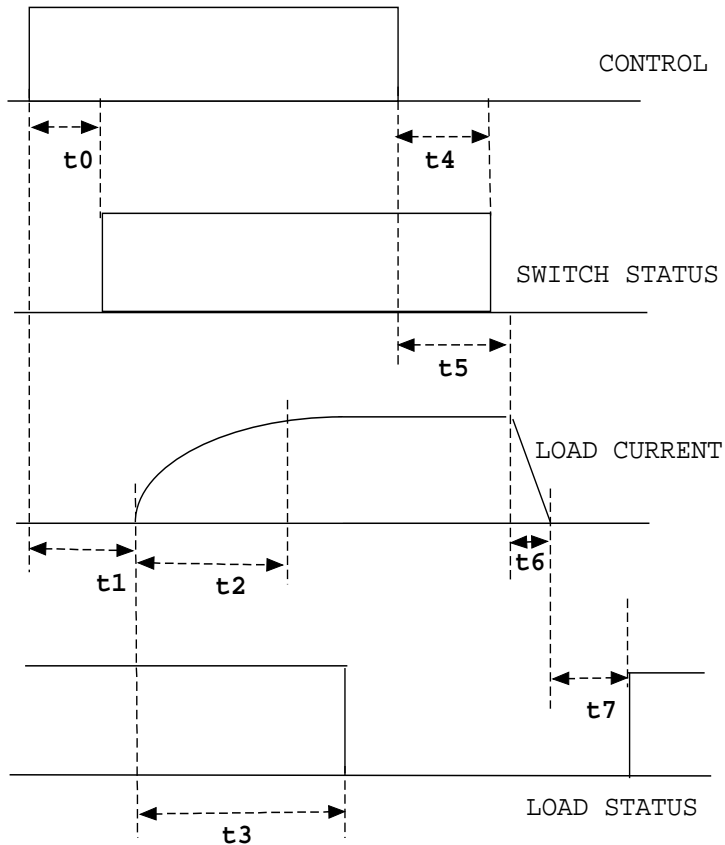 CONTROL
t0
t4
SWITCH STATUS
t5
LOAD CURRENT
t1
t2
t6
t7
LOAD STATUS
t3